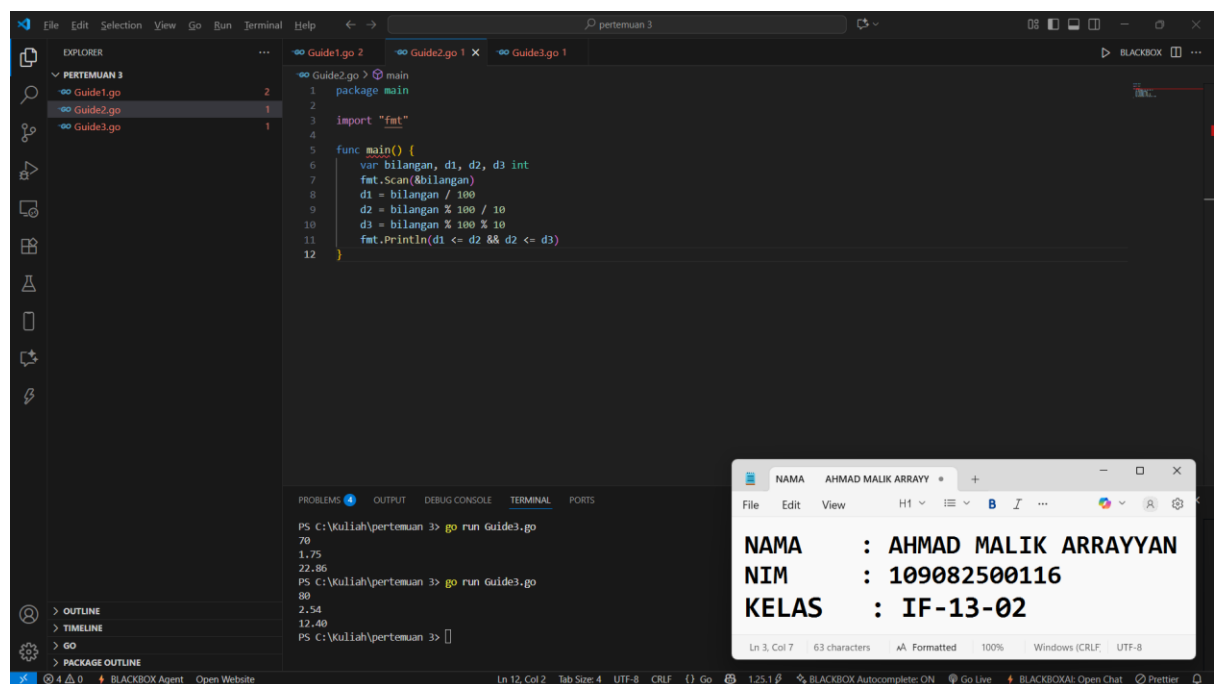 File Edit Selection View Go Run Terminal Help
pertemuan 3
EXPLORER
PERTEMUAN 3
Guide1.go 2
Guide2.go 1
Guide3.go 1
OUTLINE
TIMELINE
GO
PACKAGE OUTLINE
Guide1.go 2 Guide2.go 1 Guide3.go 1
BLACKBOX
Guide2.go > main
1 package main
2
3 import "fmt"
4
5 func main() {
6 var bilangan, d1, d2, d3 int
7 fmt.Scan(&bilangan)
8 d1 = bilangan / 100
9 d2 = bilangan % 100 / 10
10 d3 = bilangan % 100 % 10
11 fmt.Println(d1 <= d2 && d2 <= d3)
12 }
PROBLEMS 4 OUTPUT DEBUG CONSOLE TERMINAL PORTS
PS C:\Kuliah\pertemuan 3> go run Guide3.go
70
1.75
22.86
PS C:\Kuliah\pertemuan 3> go run Guide3.go
80
2.54
12.40
PS C:\Kuliah\pertemuan 3>
NAMA AHMAD MALIK ARRAYY
File Edit View H1 B I
NAMA : AHMAD MALIK ARRAYYAN
NIM : 109082500116
KELAS : IF-13-02
Ln 3, Col 7 63 characters Formatted 100% Windows (CRLF) UTF-8
4 0 BLACKBOX Agent Open Website Ln 12, Col 2 Tab Size: 4 UTF-8 CRLF {} Go 1.25.1 BLACKBOX Autocomplete: ON Go Live BLACKBOXAI: Open Chat Prettier